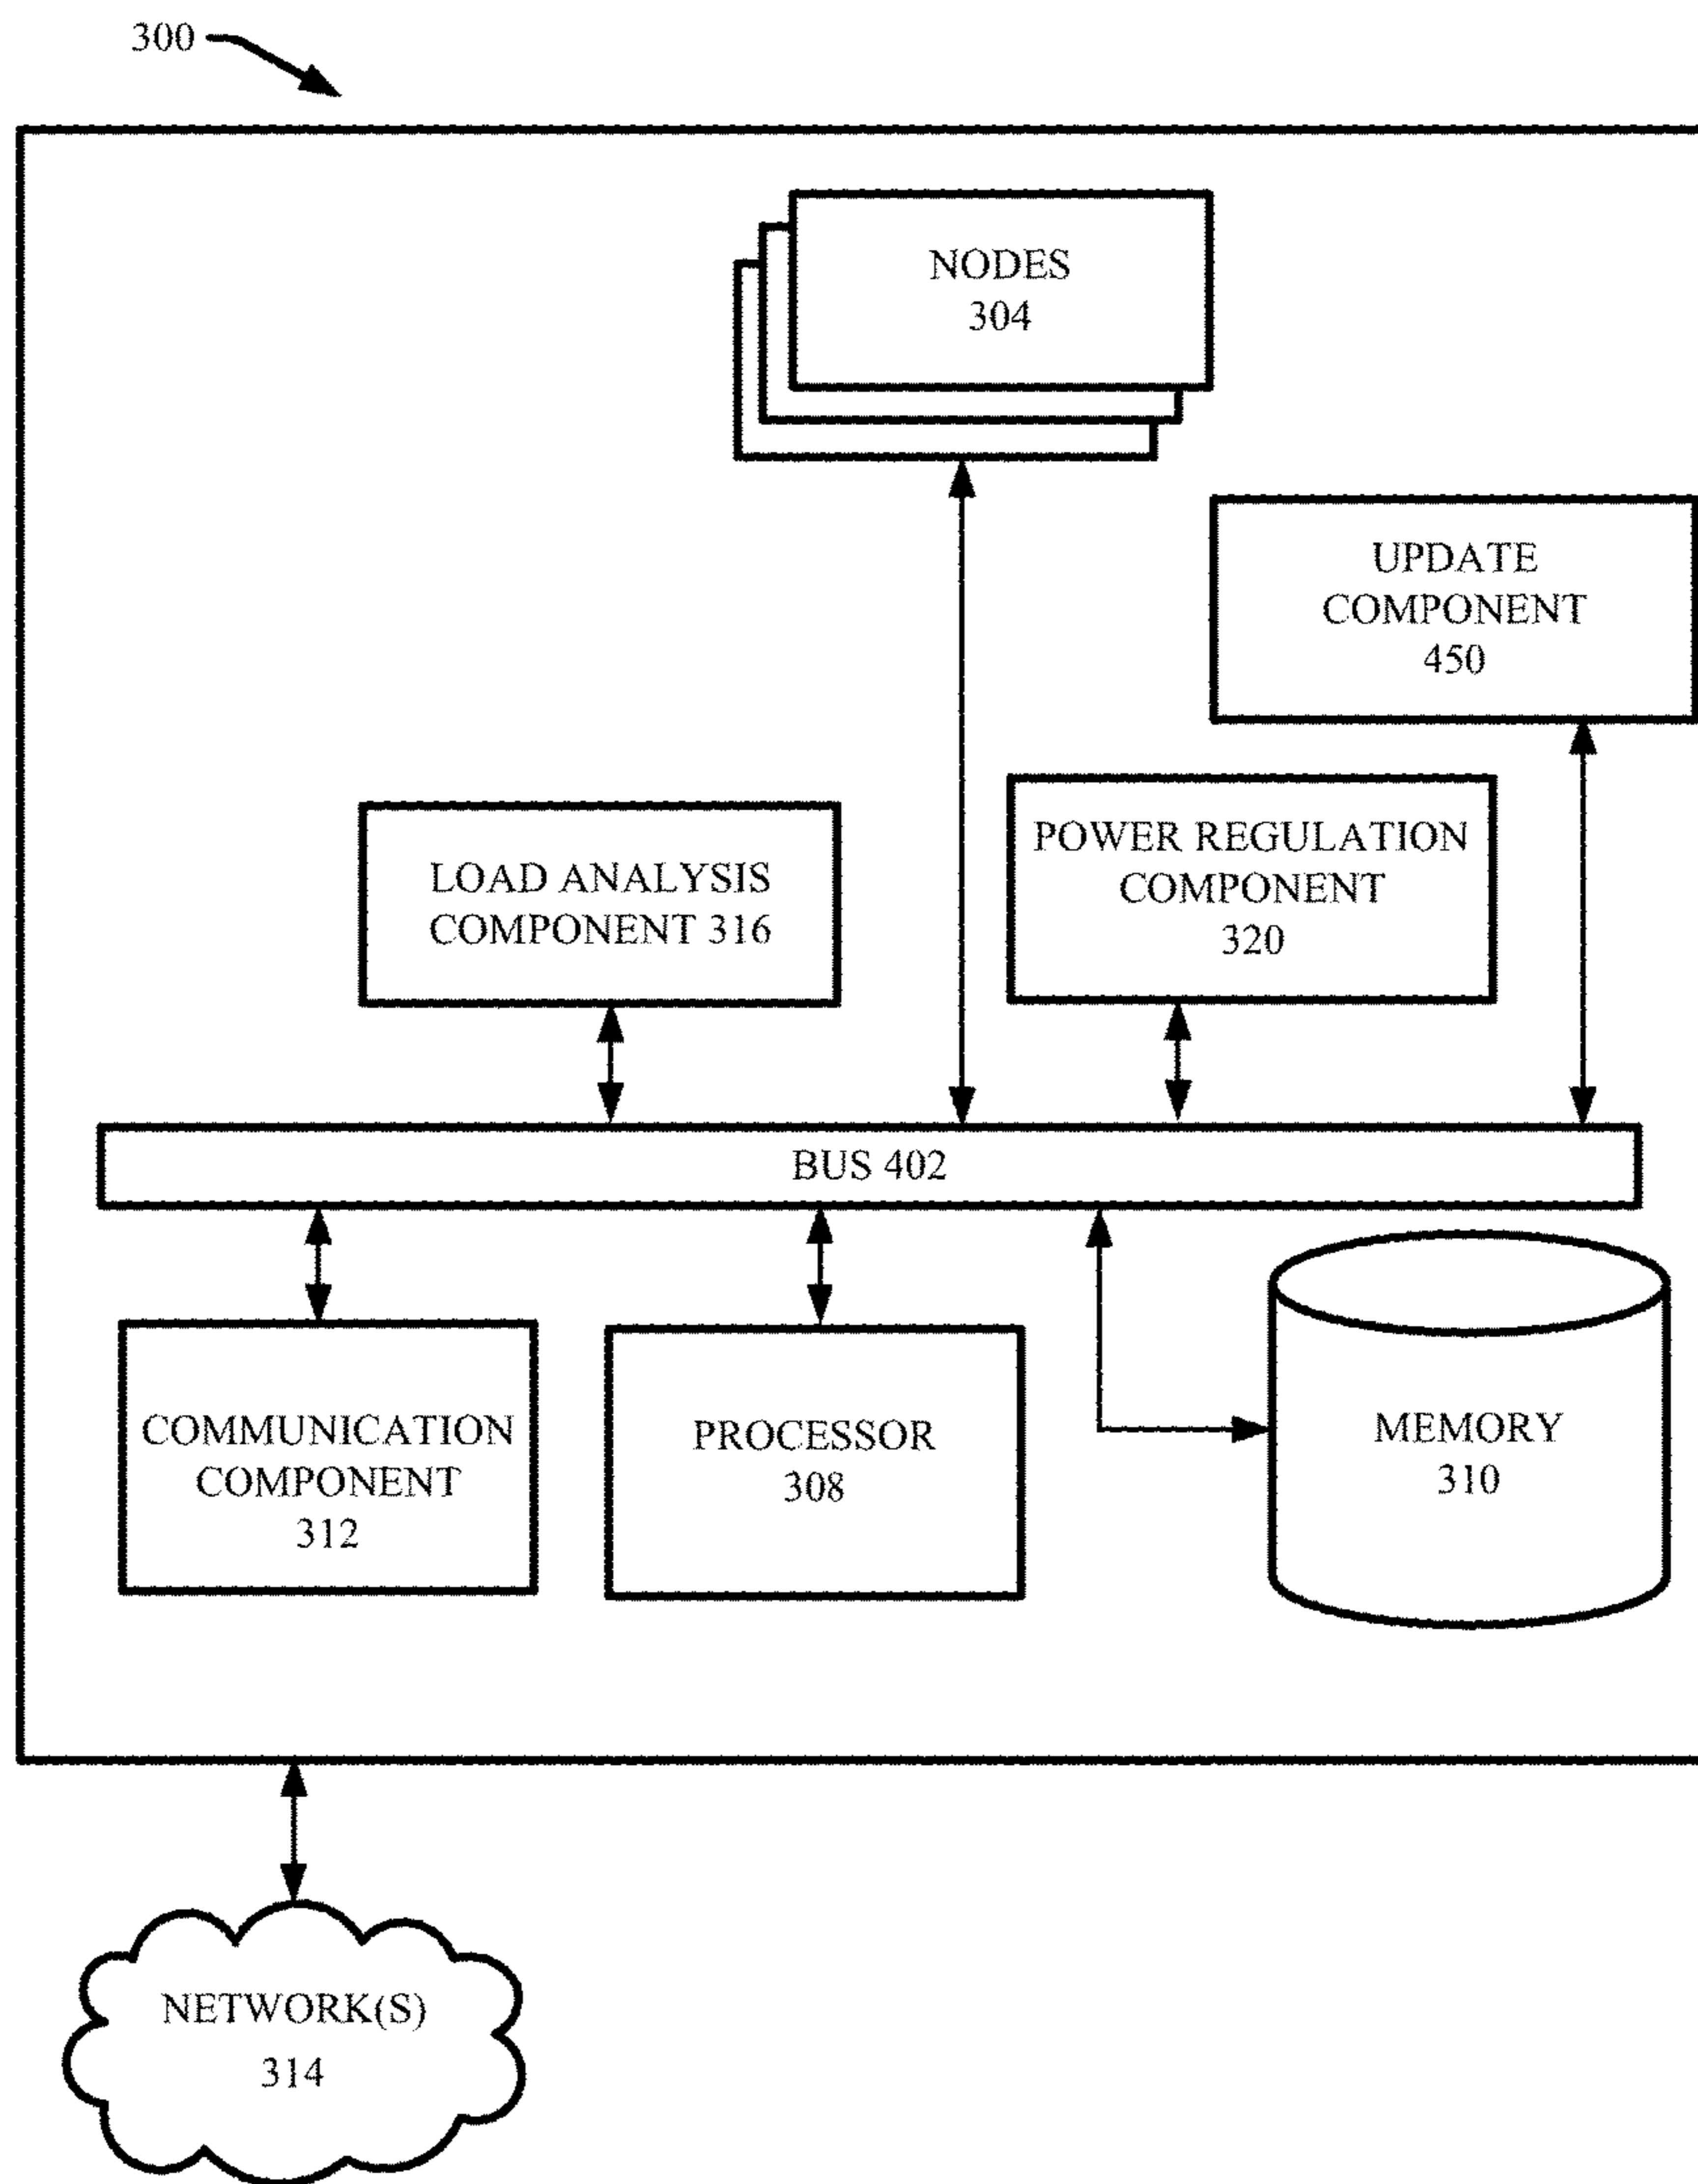 300
NODES
304
UPDATE
COMPONENT
450
LOAD ANALYSIS
COMPONENT 316
POWER REGULATION
COMPONENT
320
BUS 402
COMMUNICATION
COMPONENT
312
PROCESSOR
308
MEMORY
310
NETWORK(S)
314